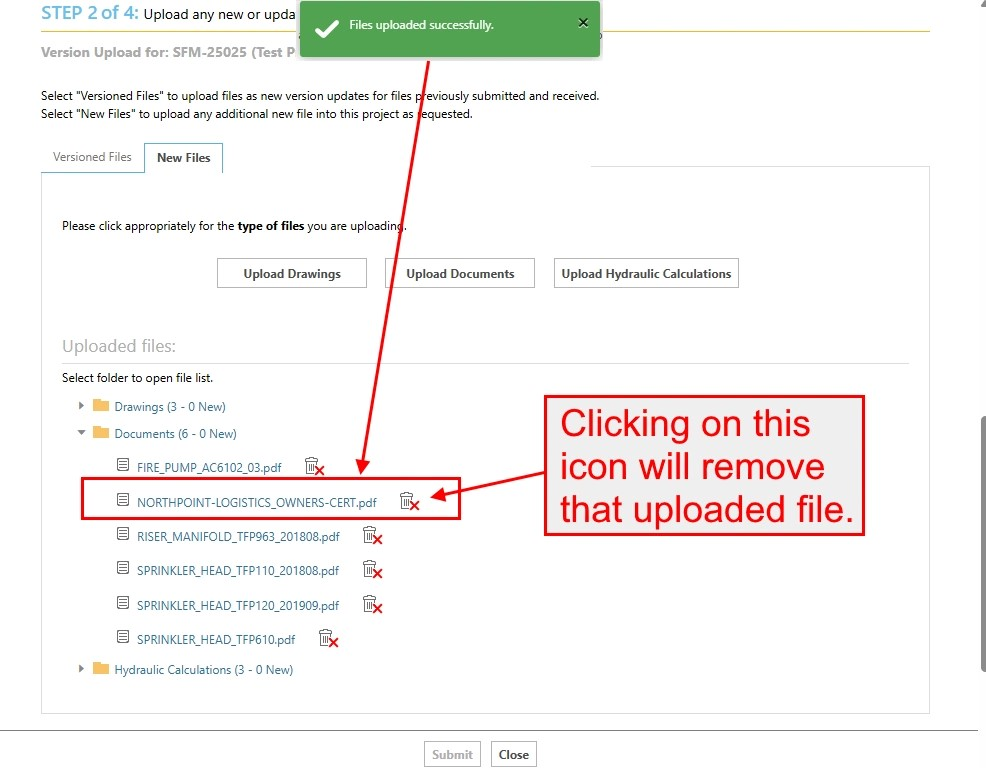 STEP 2 of 4: Upload any new or upda
Files uploaded successfully.
Version Upload for: SFM-25025 (Test P
Select "Versioned Files" to upload files as new version updates for files previously submitted and received.
Select "New Files" to upload any additional new file into this project as requested.
Versioned Files
New Files
Please click appropriately for the type of files you are uploading.
Upload Drawings
Upload Documents
Upload Hydraulic Calculations
Uploaded files:
Select folder to open file list.
Drawings (3 - 0 New)
Documents (6 - 0 New)
FIRE_PUMP_AC6102_03.pdf
NORTHPOINT-LOGISTICS_OWNERS-CERT.pdf
RISER_MANIFOLD_TFP963_201808.pdf
SPRINKLER_HEAD_TFP110_201808.pdf
SPRINKLER_HEAD_TFP120_201909.pdf
SPRINKLER_HEAD_TFP610.pdf
Hydraulic Calculations (3 - 0 New)
Clicking on this
icon will remove
that uploaded file.
Submit
Close